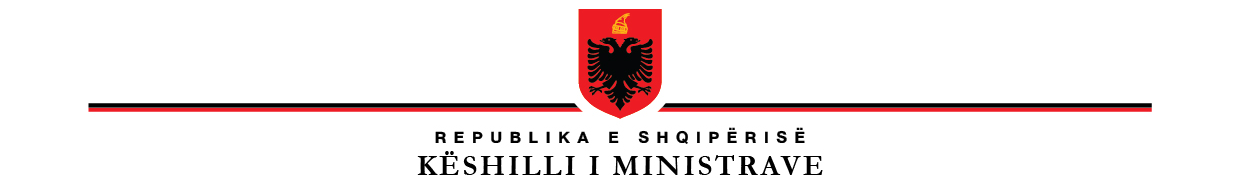 REPUBLIKA E SHQIPËRISË
KËSHILLI I MINISTRAVE